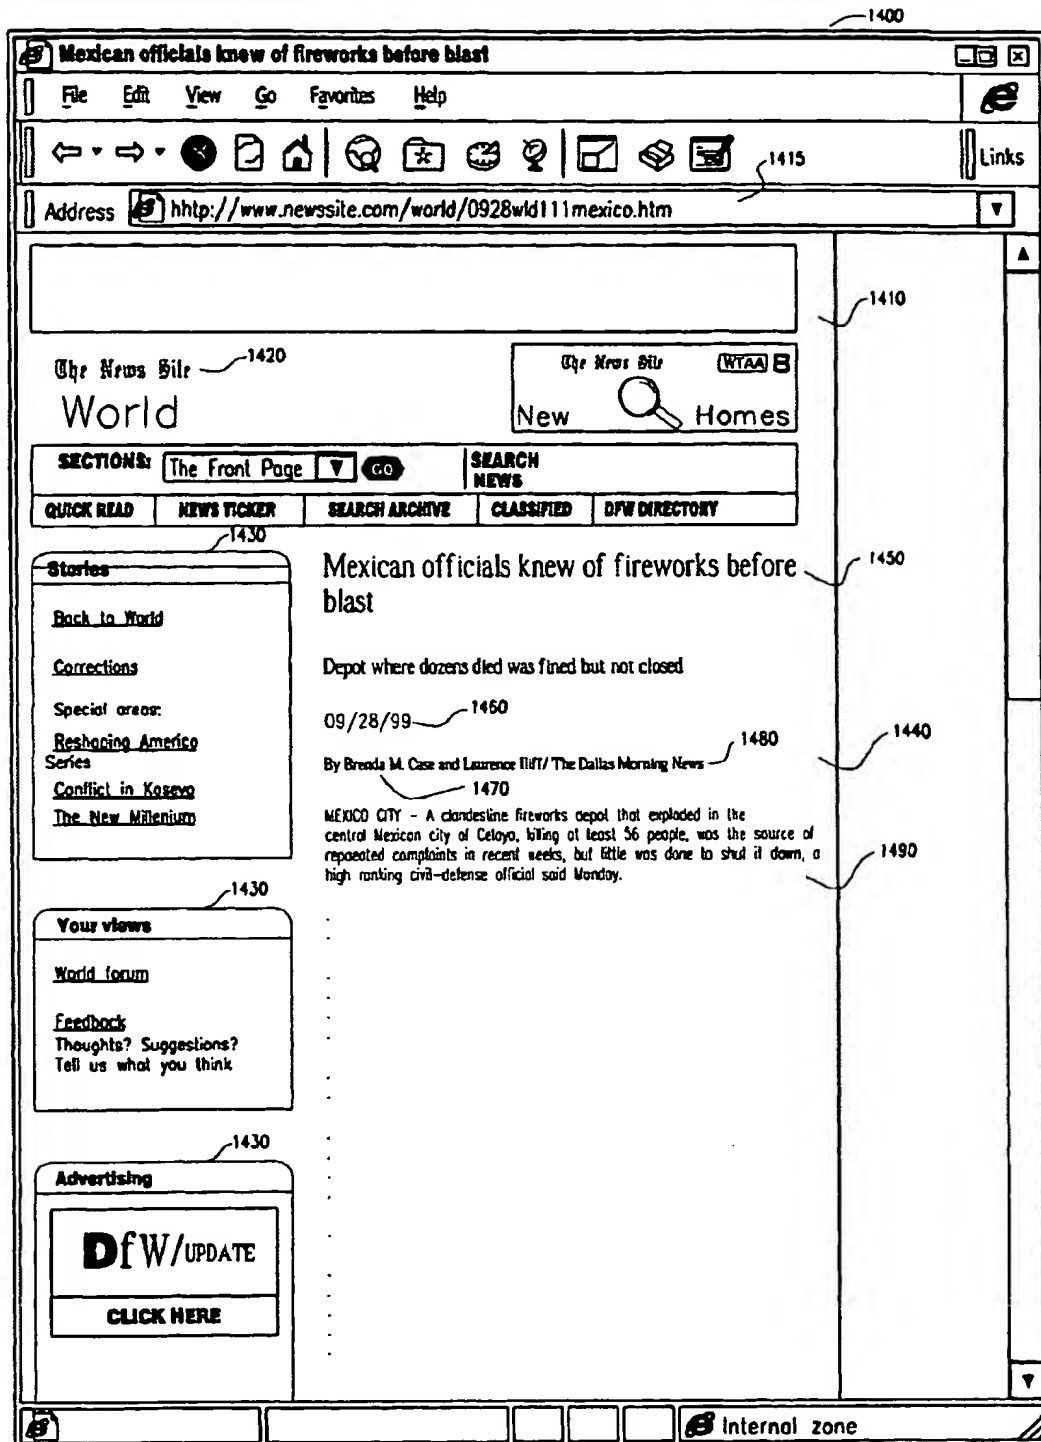 1400
Mexican officials knew of fireworks before blast
File Edit View Go Favorites Help
Links
1415
Address hhtp://www.newssite.com/world/0928wld111mexico.htm
1410
The News Site 1420
World
The News Site WTAA 8
New Homes
SECTIONS: The Front Page GO SEARCH NEWS
QUICK READ NEWS TICKER SEARCH ARCHIVE CLASSIFIED DFW DIRECTORY
1430
Stories
Back to World
Corrections
Special areas:
Reshaping America
Series
Conflict in Kosevo
The New Millenium
Mexican officials knew of fireworks before
blast
1450
Depot where dozens died was fined but not closed
09/28/99 1460
1480
1440
By Brenda M. Case and Laurence Iliff/ The Dallas Morning News
1470
MEXICO CITY - A clandestine fireworks depot that exploded in the
central Mexican city of Celaya, killing at least 56 people, was the source of
repaeated complaints in recent weeks, but little was done to shut it down, a
high ranking civil-defense official said Monday.
1490
1430
Your views
World forum
Feedback
Thoughts? Suggestions?
Tell us what you think
1430
Advertising
DfW/UPDATE
CLICK HERE
Internal zone